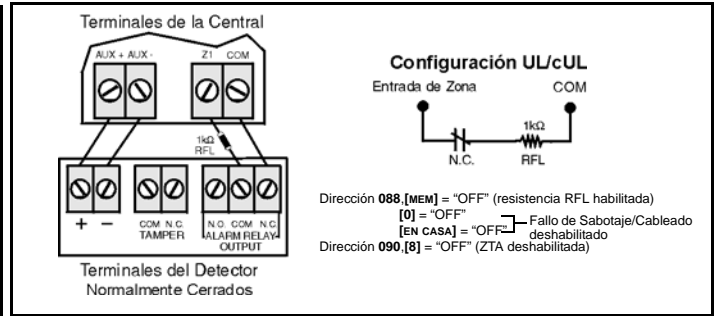 Terminales de la Central
AUX + AUX -
Z1 COM
1kΩ
RFL
+ –
COM N.C.
TAMPER
N.O. COM N.C.
ALARM RELAY
OUTPUT
Terminales del Detector
Normalmente Cerrados
Configuración UL/cUL
Entrada de Zona COM
1kΩ
N.C. RFL
Dirección 088,[MEM] = “OFF” (resistencia RFL habilitada)
[0] = “OFF”
[EN CASA] = “OFF”
Fallo de Sabotaje/Cableado
deshabilitado
Dirección 090,[8] = “OFF” (ZTA deshabilitada)